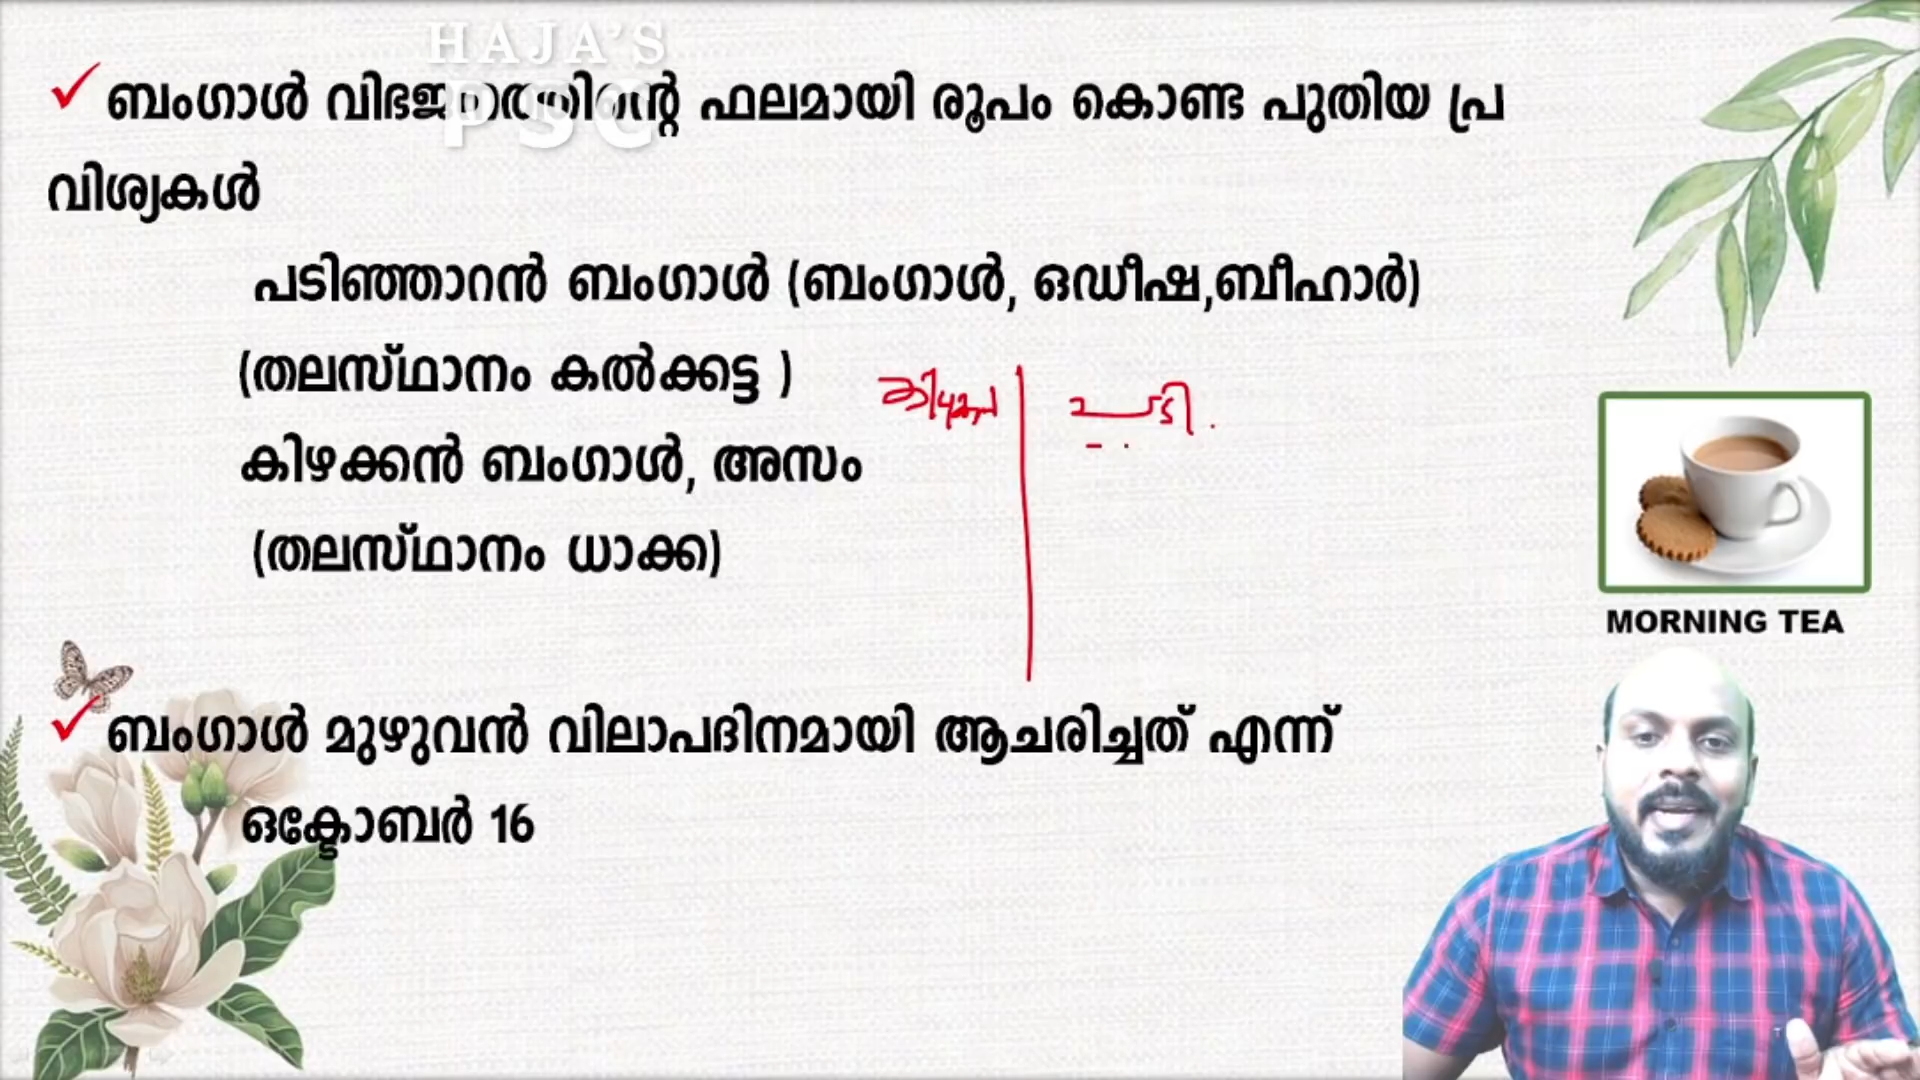 HAJA'S
PSC
ബംഗാൾ വിഭജനത്തിന്റെ ഫലമായി രൂപം കൊണ്ട പുതിയ പ്ര
വിശ്യകൾ
പടിഞ്ഞാറൻ ബംഗാൾ (ബംഗാൾ, ഒഡീഷ,ബീഹാർ)
(തലസ്ഥാനം കൽക്കട്ട )
കിഴക്കൻ ബംഗാൾ, അസം
(തലസ്ഥാനം ധാക്ക)
MORNING TEA
ബംഗാൾ മുഴുവൻ വിലാപദിനമായി ആചരിച്ചത് എന്ന്
ഒക്ടോബർ 16